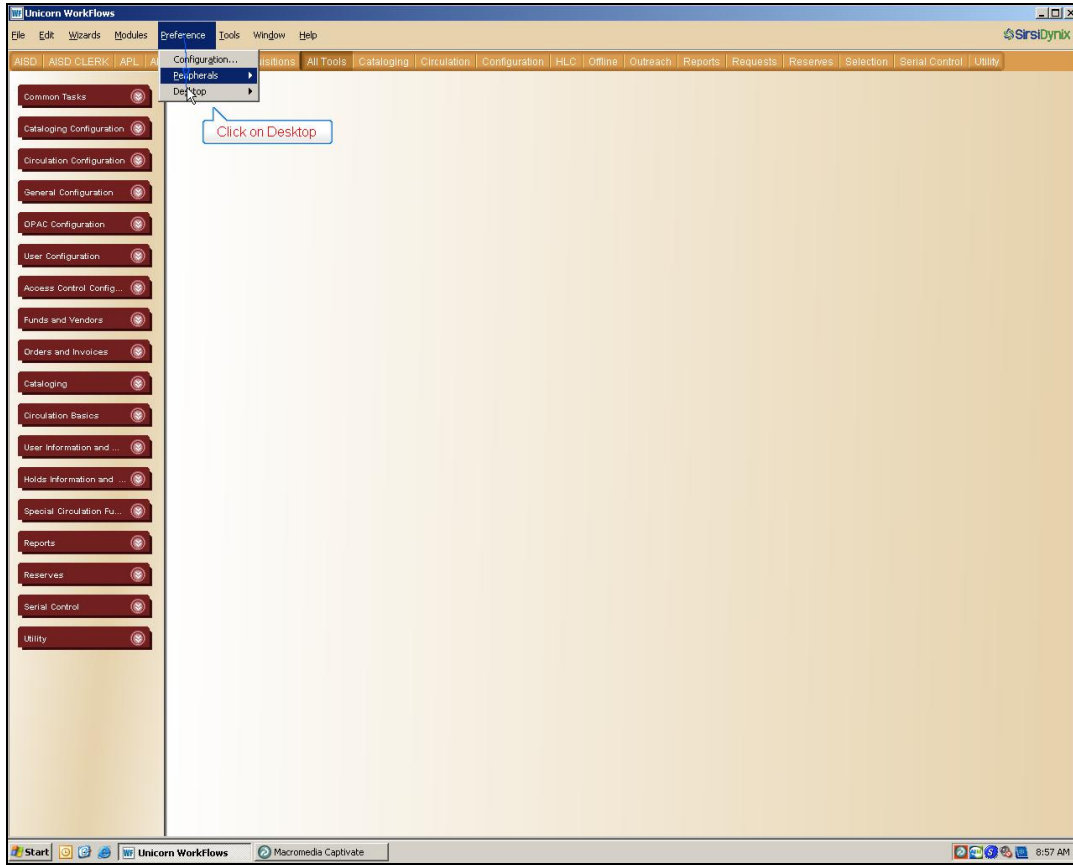 Unicorn WorkFlows
File Edit Wizards Modules Preference Tools Window Help
SirsiDynix
AISD AISD CLERK APL All Tools Cataloging Circulation Configuration HLC Offline Outreach Reports Requests Reserves Selection Serial Control Utility
Configuration...
Peripherals
Desktop
Click on Desktop
Common Tasks
Cataloging Configuration
Circulation Configuration
General Configuration
OPAC Configuration
User Configuration
Access Control Config...
Funds and Vendors
Orders and Invoices
Cataloging
Circulation Basics
User Information and ...
Holds Information and ...
Special Circulation Fu...
Reports
Reserves
Serial Control
Utility
Start
Unicorn WorkFlows
Macromedia Captivate
8:57 AM